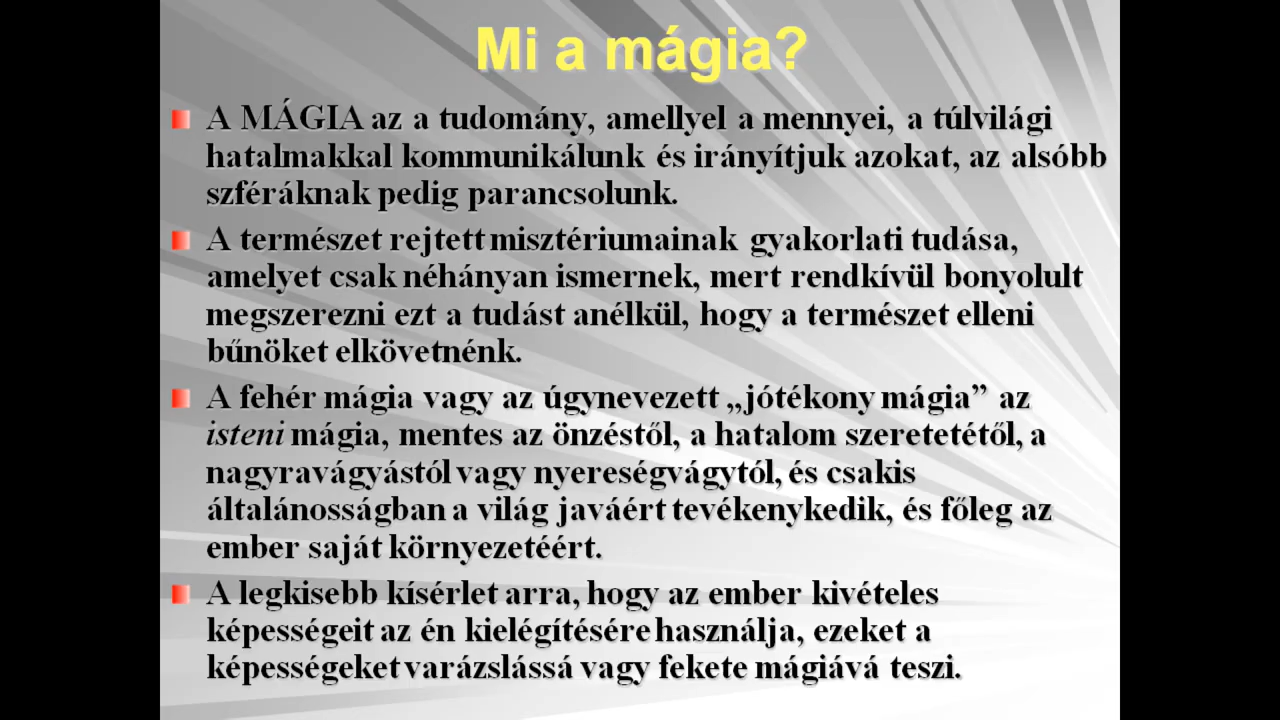 Mi a mágia?
A MÁGIA az a tudomány, amellyel a mennyei, a túlvilági
hatalmakkal kommunikálunk és irányítjuk azokat, az alsóbb
szféráknak pedig parancsolunk.
A természet rejtett misztériumainak gyakorlati tudása,
amelyet csak néhányan ismernek, mert rendkívül bonyolult
megszerezni ezt a tudást anélkül, hogy a természet elleni
bűnöket elkövetnénk.
A fehér mágia vagy az úgynevezett „jótékony mágia” az
isteni mágia, mentes az önzéstől, a hatalom szeretetétől, a
nagyravágyástól vagy nyereségvágytól, és csakis
általánosságban a világ javáért tevékenykedik, és főleg az
ember saját környezetéért.
A legkisebb kísérlet arra, hogy az ember kivételes
képességeit az én kielégítésére használja, ezeket a
képességeket varázslássá vagy fekete mágiává teszi.